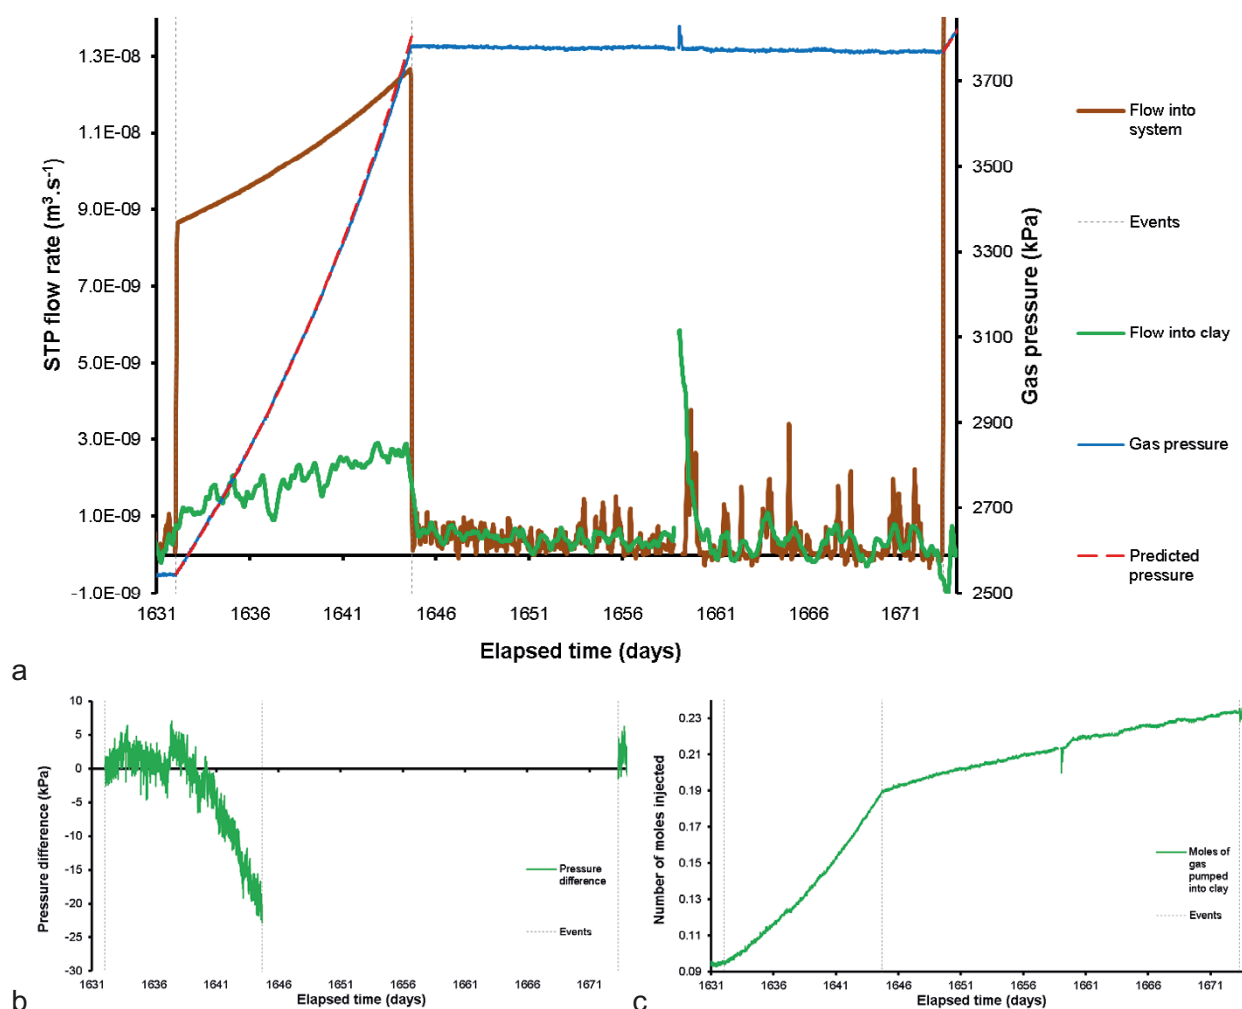 STP flow rate (m³.s⁻¹)
1.3E-08
1.1E-08
9.0E-09
7.0E-09
5.0E-09
3.0E-09
1.0E-09
-1.0E-09
1631
1636
1641
1646
1651
1656
1661
1666
1671
Elapsed time (days)
3700
3500
3300
3100
2900
2700
2500
Gas pressure (kPa)
Flow into
system
Events
Flow into clay
Gas pressure
Predicted
pressure
a
Pressure difference (kPa)
10
5
0
-5
-10
-15
-20
-25
-30
1631
1636
1641
1646
1651
1656
1661
1666
1671
Elapsed time (days)
Pressure
difference
Events
b
Number of moles injected
0.23
0.21
0.19
0.17
0.15
0.13
0.11
0.09
1631
1636
1641
1646
1651
1656
1661
1666
1671
Elapsed time (days)
Moles of
gas
pumped
into clay
Events
c